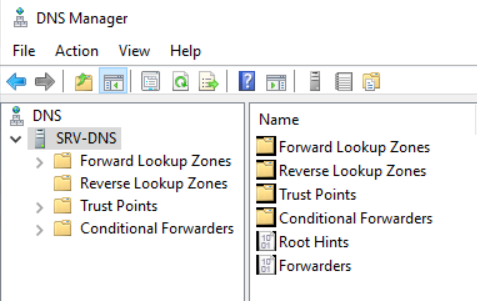 DNS Manager
File Action View Help
DNS
SRV-DNS
Forward Lookup Zones
Reverse Lookup Zones
Trust Points
Conditional Forwarders
Name
Forward Lookup Zones
Reverse Lookup Zones
Trust Points
Conditional Forwarders
Root Hints
Forwarders